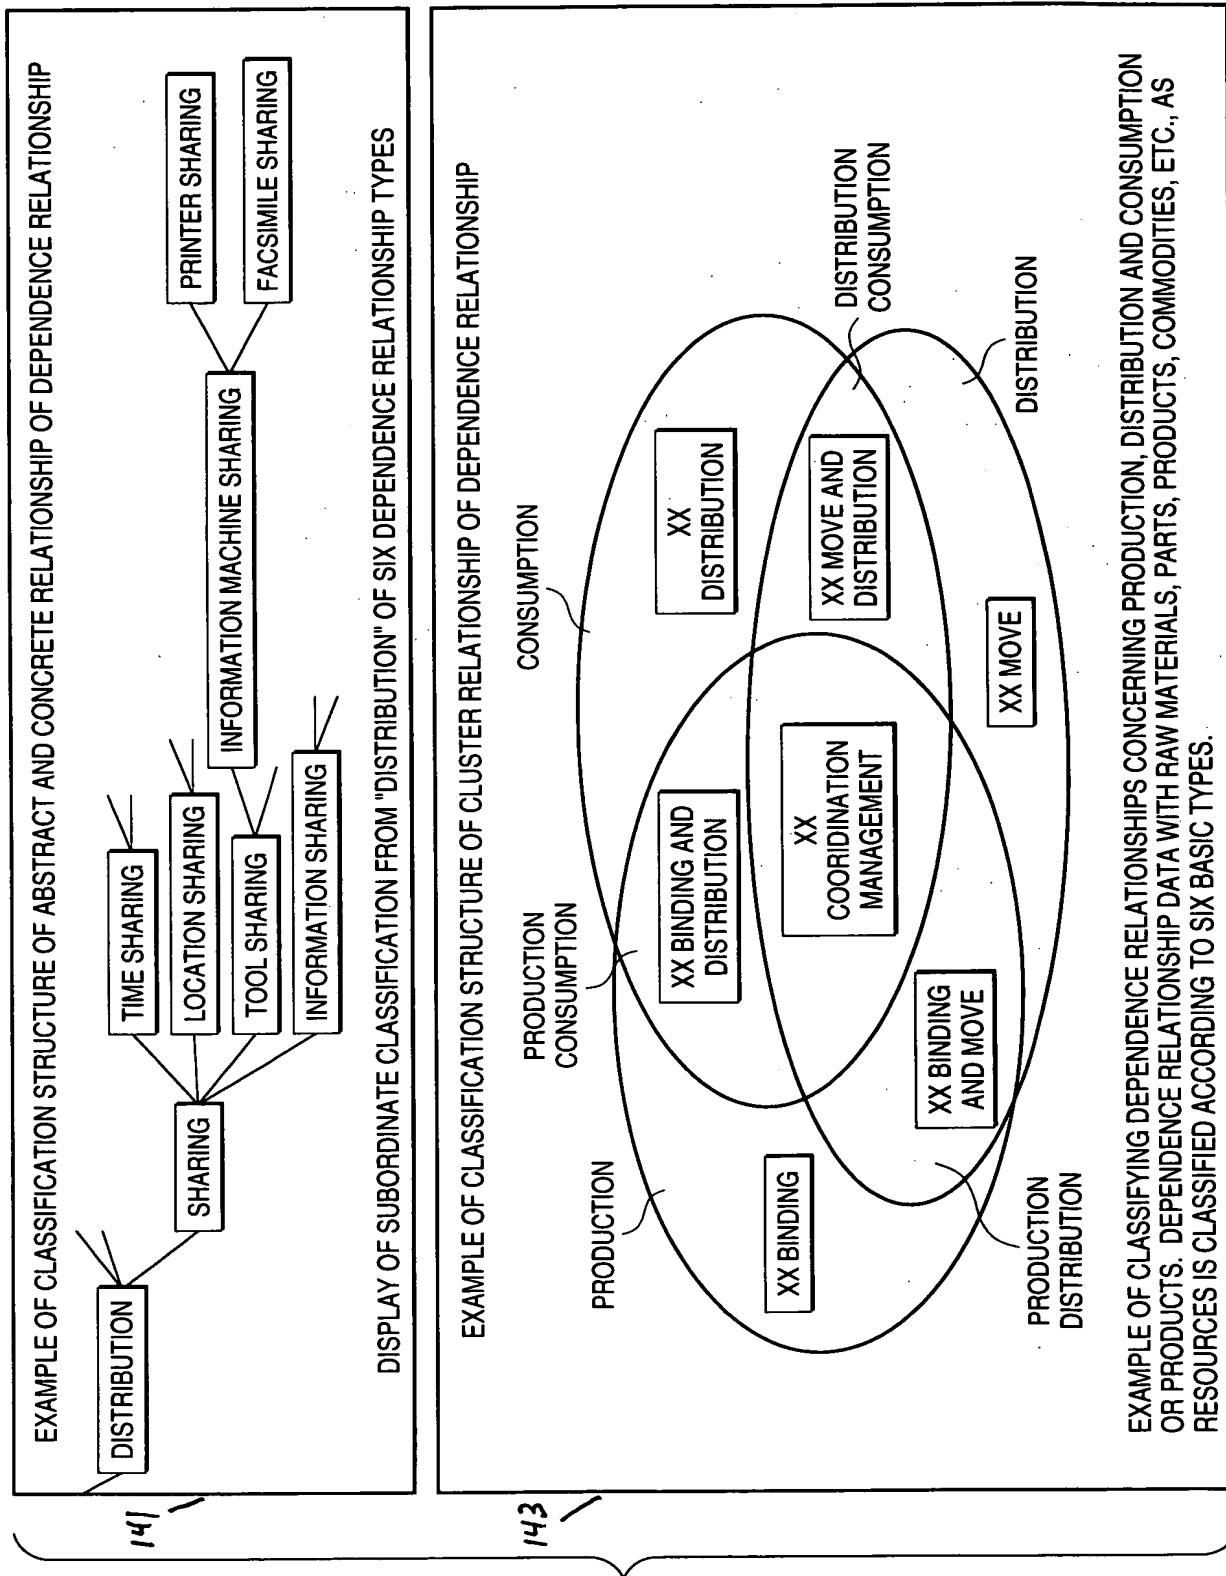 EXAMPLE OF CLASSIFICATION STRUCTURE OF ABSTRACT AND CONCRETE RELATIONSHIP OF DEPENDENCE RELATIONSHIP
DISTRIBUTION
SHARING
TIME SHARING
LOCATION SHARING
TOOL SHARING
INFORMATION SHARING
INFORMATION MACHINE SHARING
PRINTER SHARING
FACSIMILE SHARING
DISPLAY OF SUBORDINATE CLASSIFICATION FROM "DISTRIBUTION" OF SIX DEPENDENCE RELATIONSHIP TYPES
141
EXAMPLE OF CLASSIFICATION STRUCTURE OF CLUSTER RELATIONSHIP OF DEPENDENCE RELATIONSHIP
PRODUCTION
PRODUCTION
CONSUMPTION
CONSUMPTION
XX BINDING
XX BINDING AND
DISTRIBUTION
XX
DISTRIBUTION
XX
COORIDINATION
MANAGEMENT
XX MOVE AND
DISTRIBUTION
DISTRIBUTION
CONSUMPTION
XX BINDING
AND MOVE
XX MOVE
PRODUCTION
DISTRIBUTION
DISTRIBUTION
EXAMPLE OF CLASSIFYING DEPENDENCE RELATIONSHIPS CONCERNING PRODUCTION, DISTRIBUTION AND CONSUMPTION
OR PRODUCTS. DEPENDENCE RELATIONSHIP DATA WITH RAW MATERIALS, PARTS, PRODUCTS, COMMODITIES, ETC., AS
RESOURCES IS CLASSIFIED ACCORDING TO SIX BASIC TYPES.
143